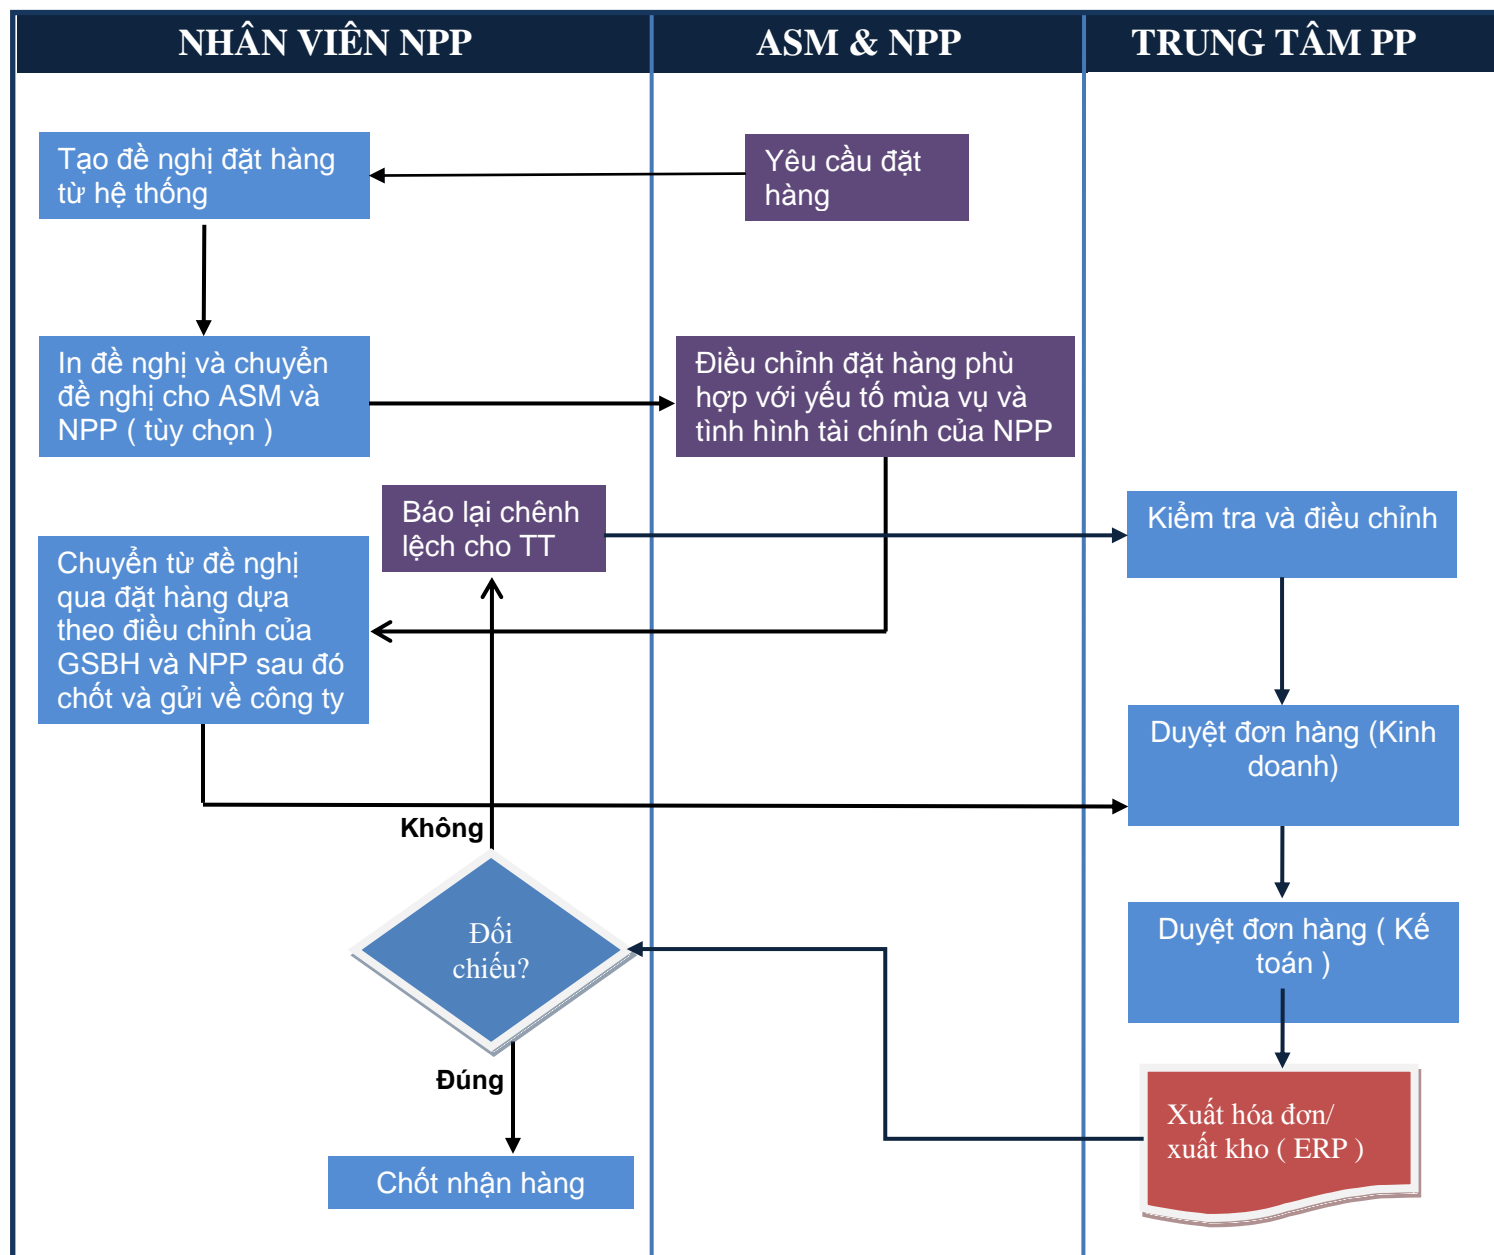 NHÂN VIÊN NPP
ASM & NPP
TRUNG TÂM PP
Tạo đề nghị đặt hàng
từ hệ thống
Yêu cầu đặt
hàng
In đề nghị và chuyển
đề nghị cho ASM và
NPP ( tùy chọn )
Điều chỉnh đặt hàng phù
hợp với yếu tố mùa vụ và
tình hình tài chính của NPP
Báo lại chênh
lệch cho TT
Kiểm tra và điều chỉnh
Chuyển từ đề nghị
qua đặt hàng dựa
theo điều chỉnh của
GSBH và NPP sau đó
chốt và gửi về công ty
Duyệt đơn hàng (Kinh
doanh)
Không
Đối
chiếu?
Duyệt đơn hàng ( Kế
toán )
Đúng
Xuất hóa đơn/
xuất kho ( ERP )
Chốt nhận hàng